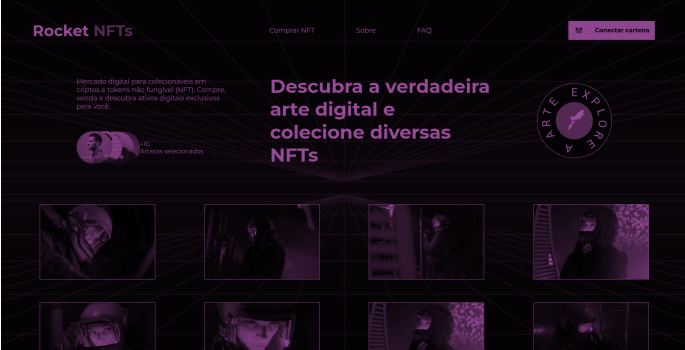 Rocket NFTs
Comprar NFT
Sobre
FAQ
Conectar carteira
Mercado digital para colecionáveis em
criptos e tokens não fungível (NFT). Compre,
venda e descubra ativos digitais exclusivos
para você.
+10
Artistas selecionados
Descubra a verdadeira
arte digital e
colecione diversas
NFTs
EXPLORE A ARTE